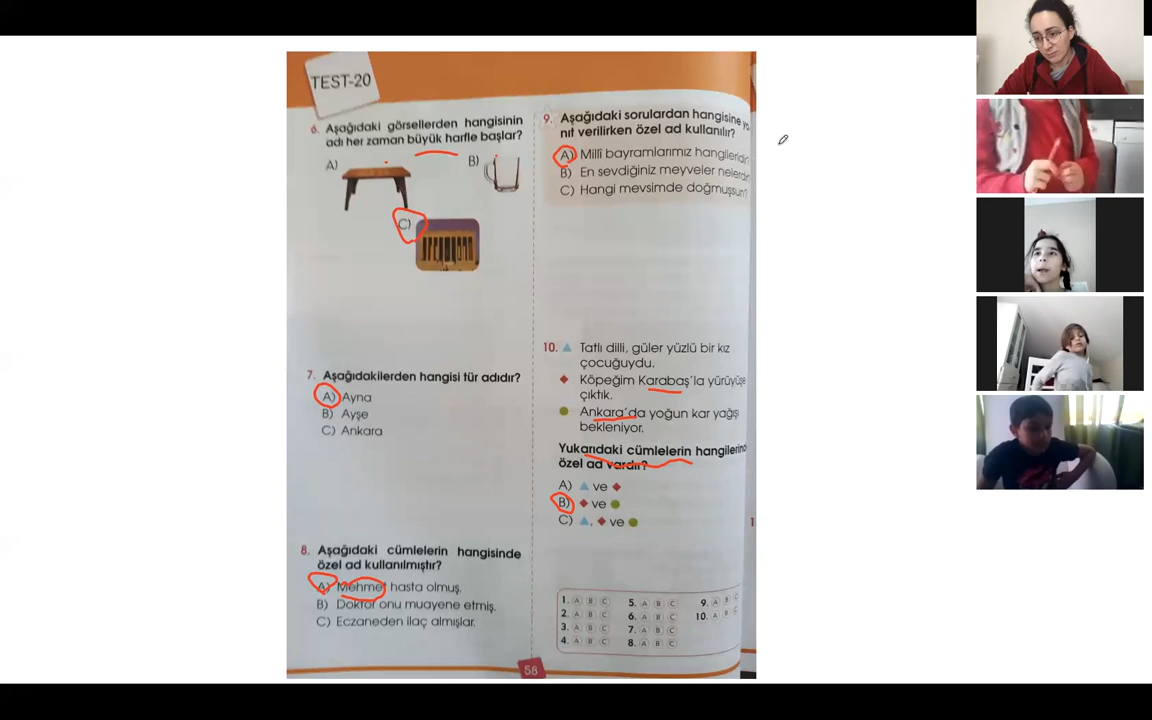 TEST-20
6. Aşağıdaki görsellerden hangisinin
adı her zaman büyük harfle başlar?
A)
B)
C)
7. Aşağıdakilerden hangisi tür adıdır?
A) Ayna
B) Ayşe
C) Ankara
8. Aşağıdaki cümlelerin hangisinde
özel ad kullanılmıştır?
A) Mehmet hasta olmuş.
B) Doktor onu muayene etmiş.
C) Eczaneden ilaç almışlar.
9. Aşağıdaki sorulardan hangisine ya
nıt verilirken özel ad kullanılır?
A) Millî bayramlarımız
B) En sevdiğiniz meyveler
C) Hangi mevsimde doğmuşsun?
10. Tatlı dilli, güler yüzlü bir kız
çocuğuydu.
Köpeğim Karabaş'la yürüyüşe
çıktık.
Ankara'da yoğun kar yağışı
bekleniyor.
Yukarıdaki cümlelerin
özel ad vardır?
A) ve
B) ve
C) , ve
1. A B C
2. A B C
3. A B C
4. A B C
5. A B C
6. A B C
7. A B C
8. A B C
9. A B C
10. A B C
58